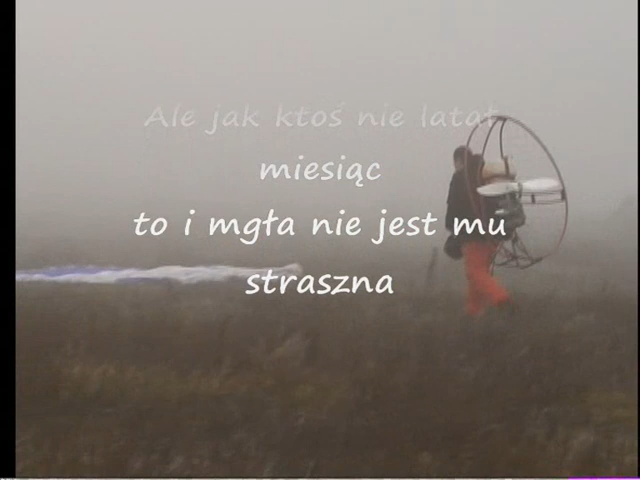 Ale jak ktoś nie latał
miesiąc
to i mgła nie jest mu
straszna